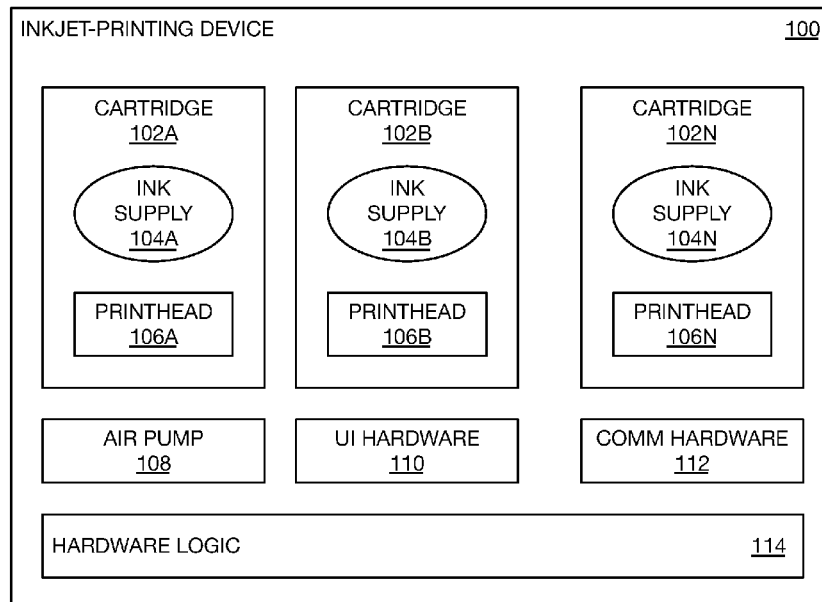 INKJET-PRINTING DEVICE 100
CARTRIDGE
102A
INK
SUPPLY
104A
PRINTHEAD
106A
CARTRIDGE
102B
INK
SUPPLY
104B
PRINTHEAD
106B
CARTRIDGE
102N
INK
SUPPLY
104N
PRINTHEAD
106N
AIR PUMP
108
UI HARDWARE
110
COMM HARDWARE
112
HARDWARE LOGIC 114